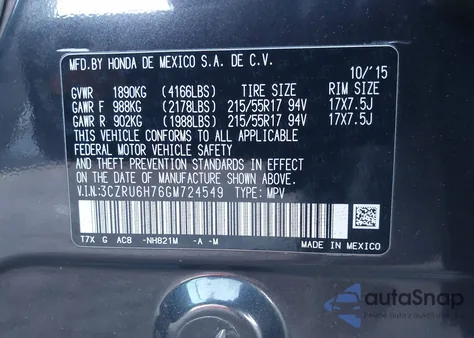 MFD.BY HONDA DE MEXICO S.A. DE C.V.
10/'15
GVWR 1890KG (4166LBS) TIRE SIZE RIM SIZE
GAWR F 988KG (2178LBS) 215/55R17 94V 17X7.5J
GAWR R 902KG (1988LBS) 215/55R17 94V 17X7.5J
THIS VEHICLE CONFORMS TO ALL APPLICABLE
FEDERAL MOTOR VEHICLE SAFETY
AND THEFT PREVENTION STANDARDS IN EFFECT
ON THE DATE OF MANUFACTURE SHOWN ABOVE.
V.I.N:3CZRU6H76GM724549 TYPE: MPV
T7X G AC8 -NH821M -A -M
MADE IN MEXICO
autaSnap